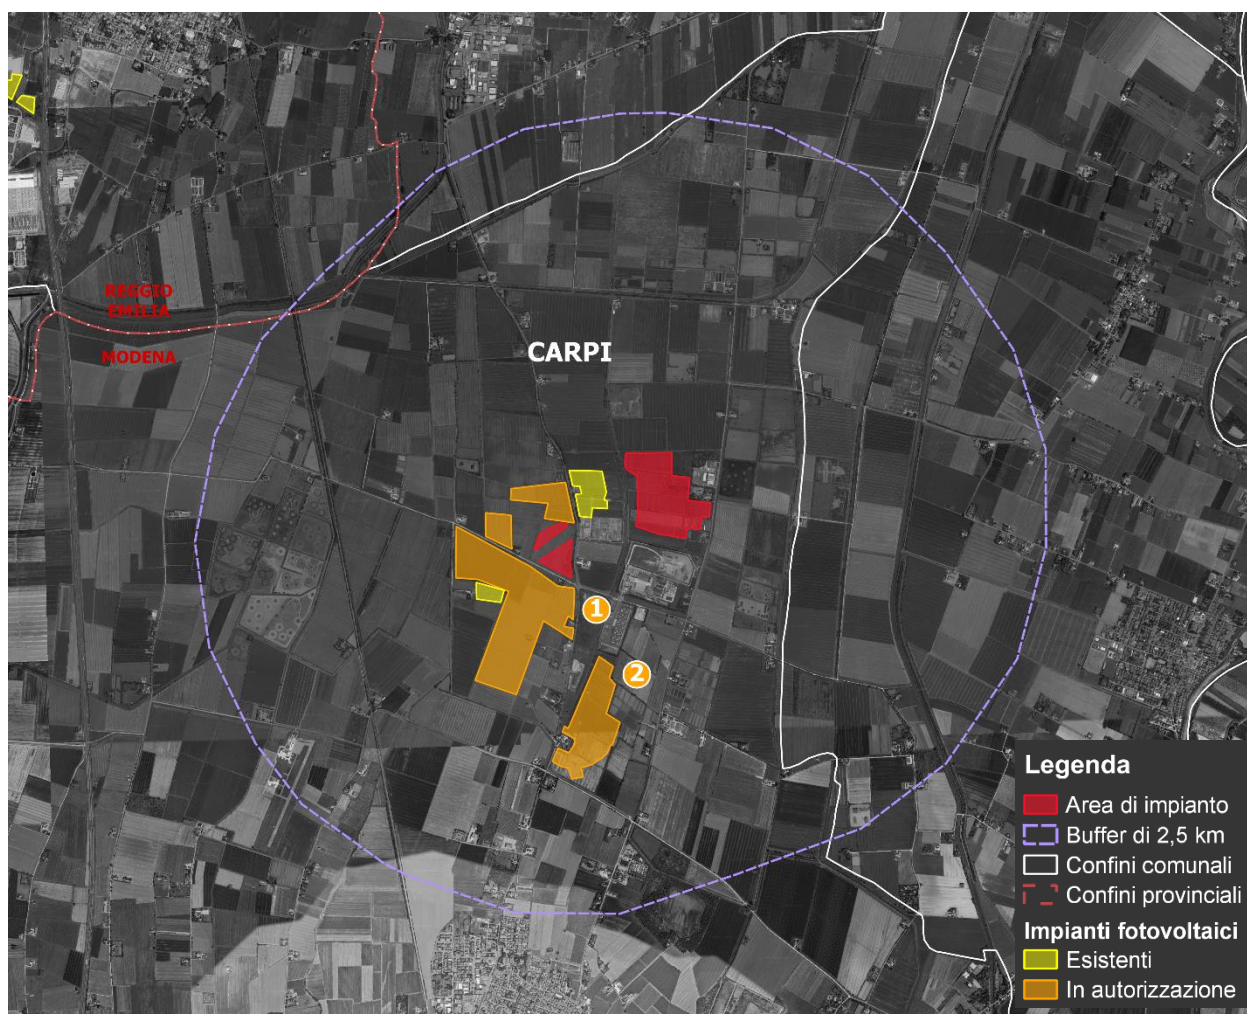 REGGIO
EMILIA
MODENA
CARPI
1
2
Legenda
Area di impianto
Buffer di 2,5 km
Confini comunali
Confini provinciali
Impianti fotovoltaici
Esistenti
In autorizzazione